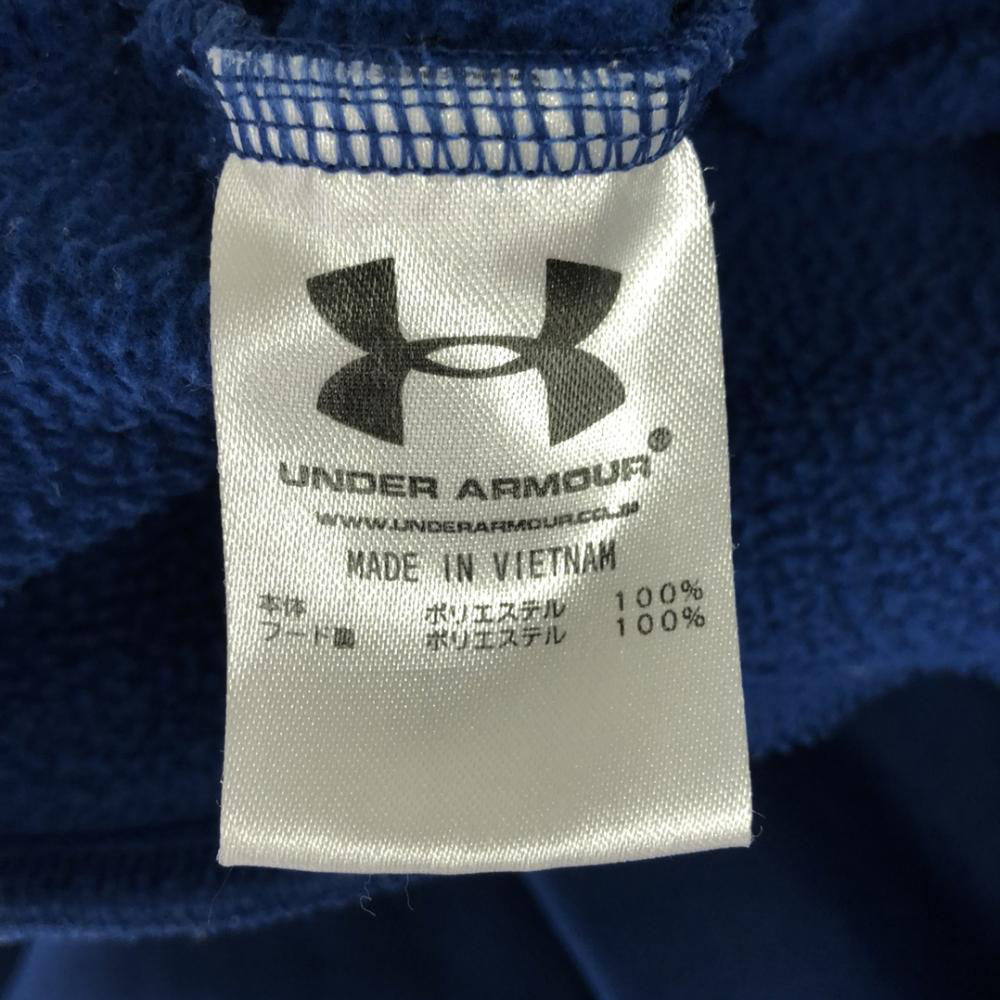 UNDER ARMOUR®
WWW.UNDERARMOUR.CO.JP
MADE IN VIETNAM
本体 ポリエステル 100%
フード裏 ポリエステル 100%